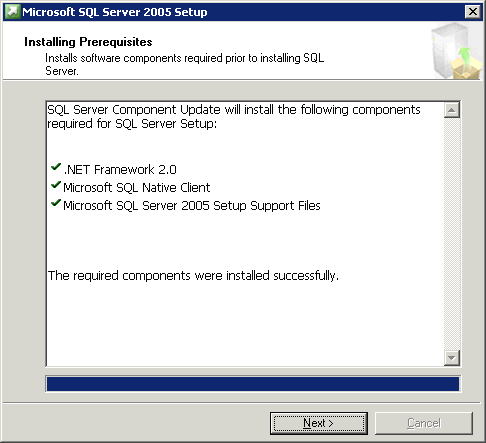 Microsoft SQL Server 2005 Setup
Installing Prerequisites
Installs software components required prior to installing SQL
Server.
SQL Server Component Update will install the following components
required for SQL Server Setup:
.NET Framework 2.0
Microsoft SQL Native Client
Microsoft SQL Server 2005 Setup Support Files
The required components were installed successfully.
Next >
Cancel